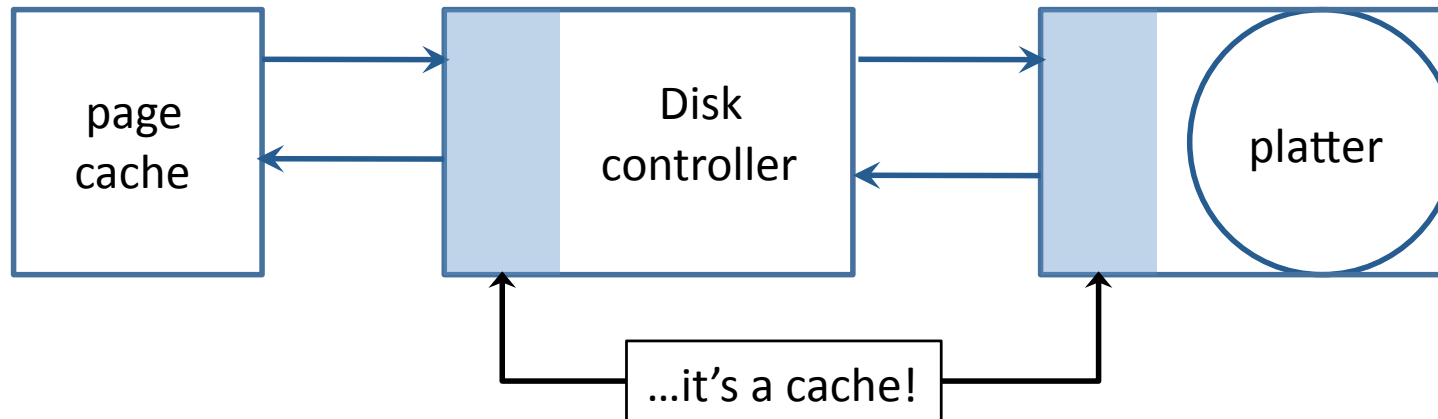 page
cache
Disk
controller
platter
…it’s a cache!